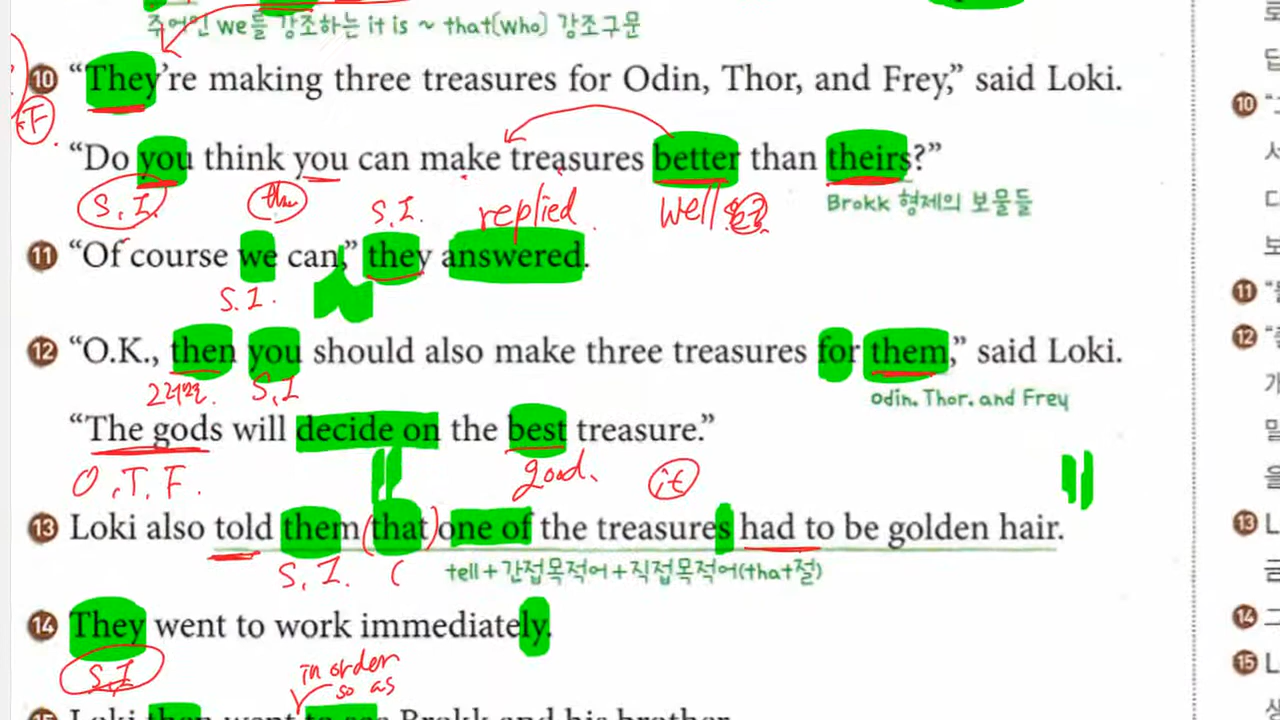 주어인 we를 강조하는 it is ~ that(who) 강조구문
⑩ “They’re making three treasures for Odin, Thor, and Frey,” said Loki.
“Do you think you can make treasures better than theirs?”
S.I. S.I. replied well Brokk 형제의 보물들
⑪ “Of course we can,” they answered.
S.I.
⑫ “O.K., then you should also make three treasures for them,” said Loki.
그러면. S.I Odin. Thor. and Frey
“The gods will decide on the best treasure.”
O.T.F. good. it
⑬ Loki also told them (that) one of the treasures had to be golden hair.
S.I. ( tell+간접목적어+직접목적어(that절)
⑭ They went to work immediately.
S.I in order
so as